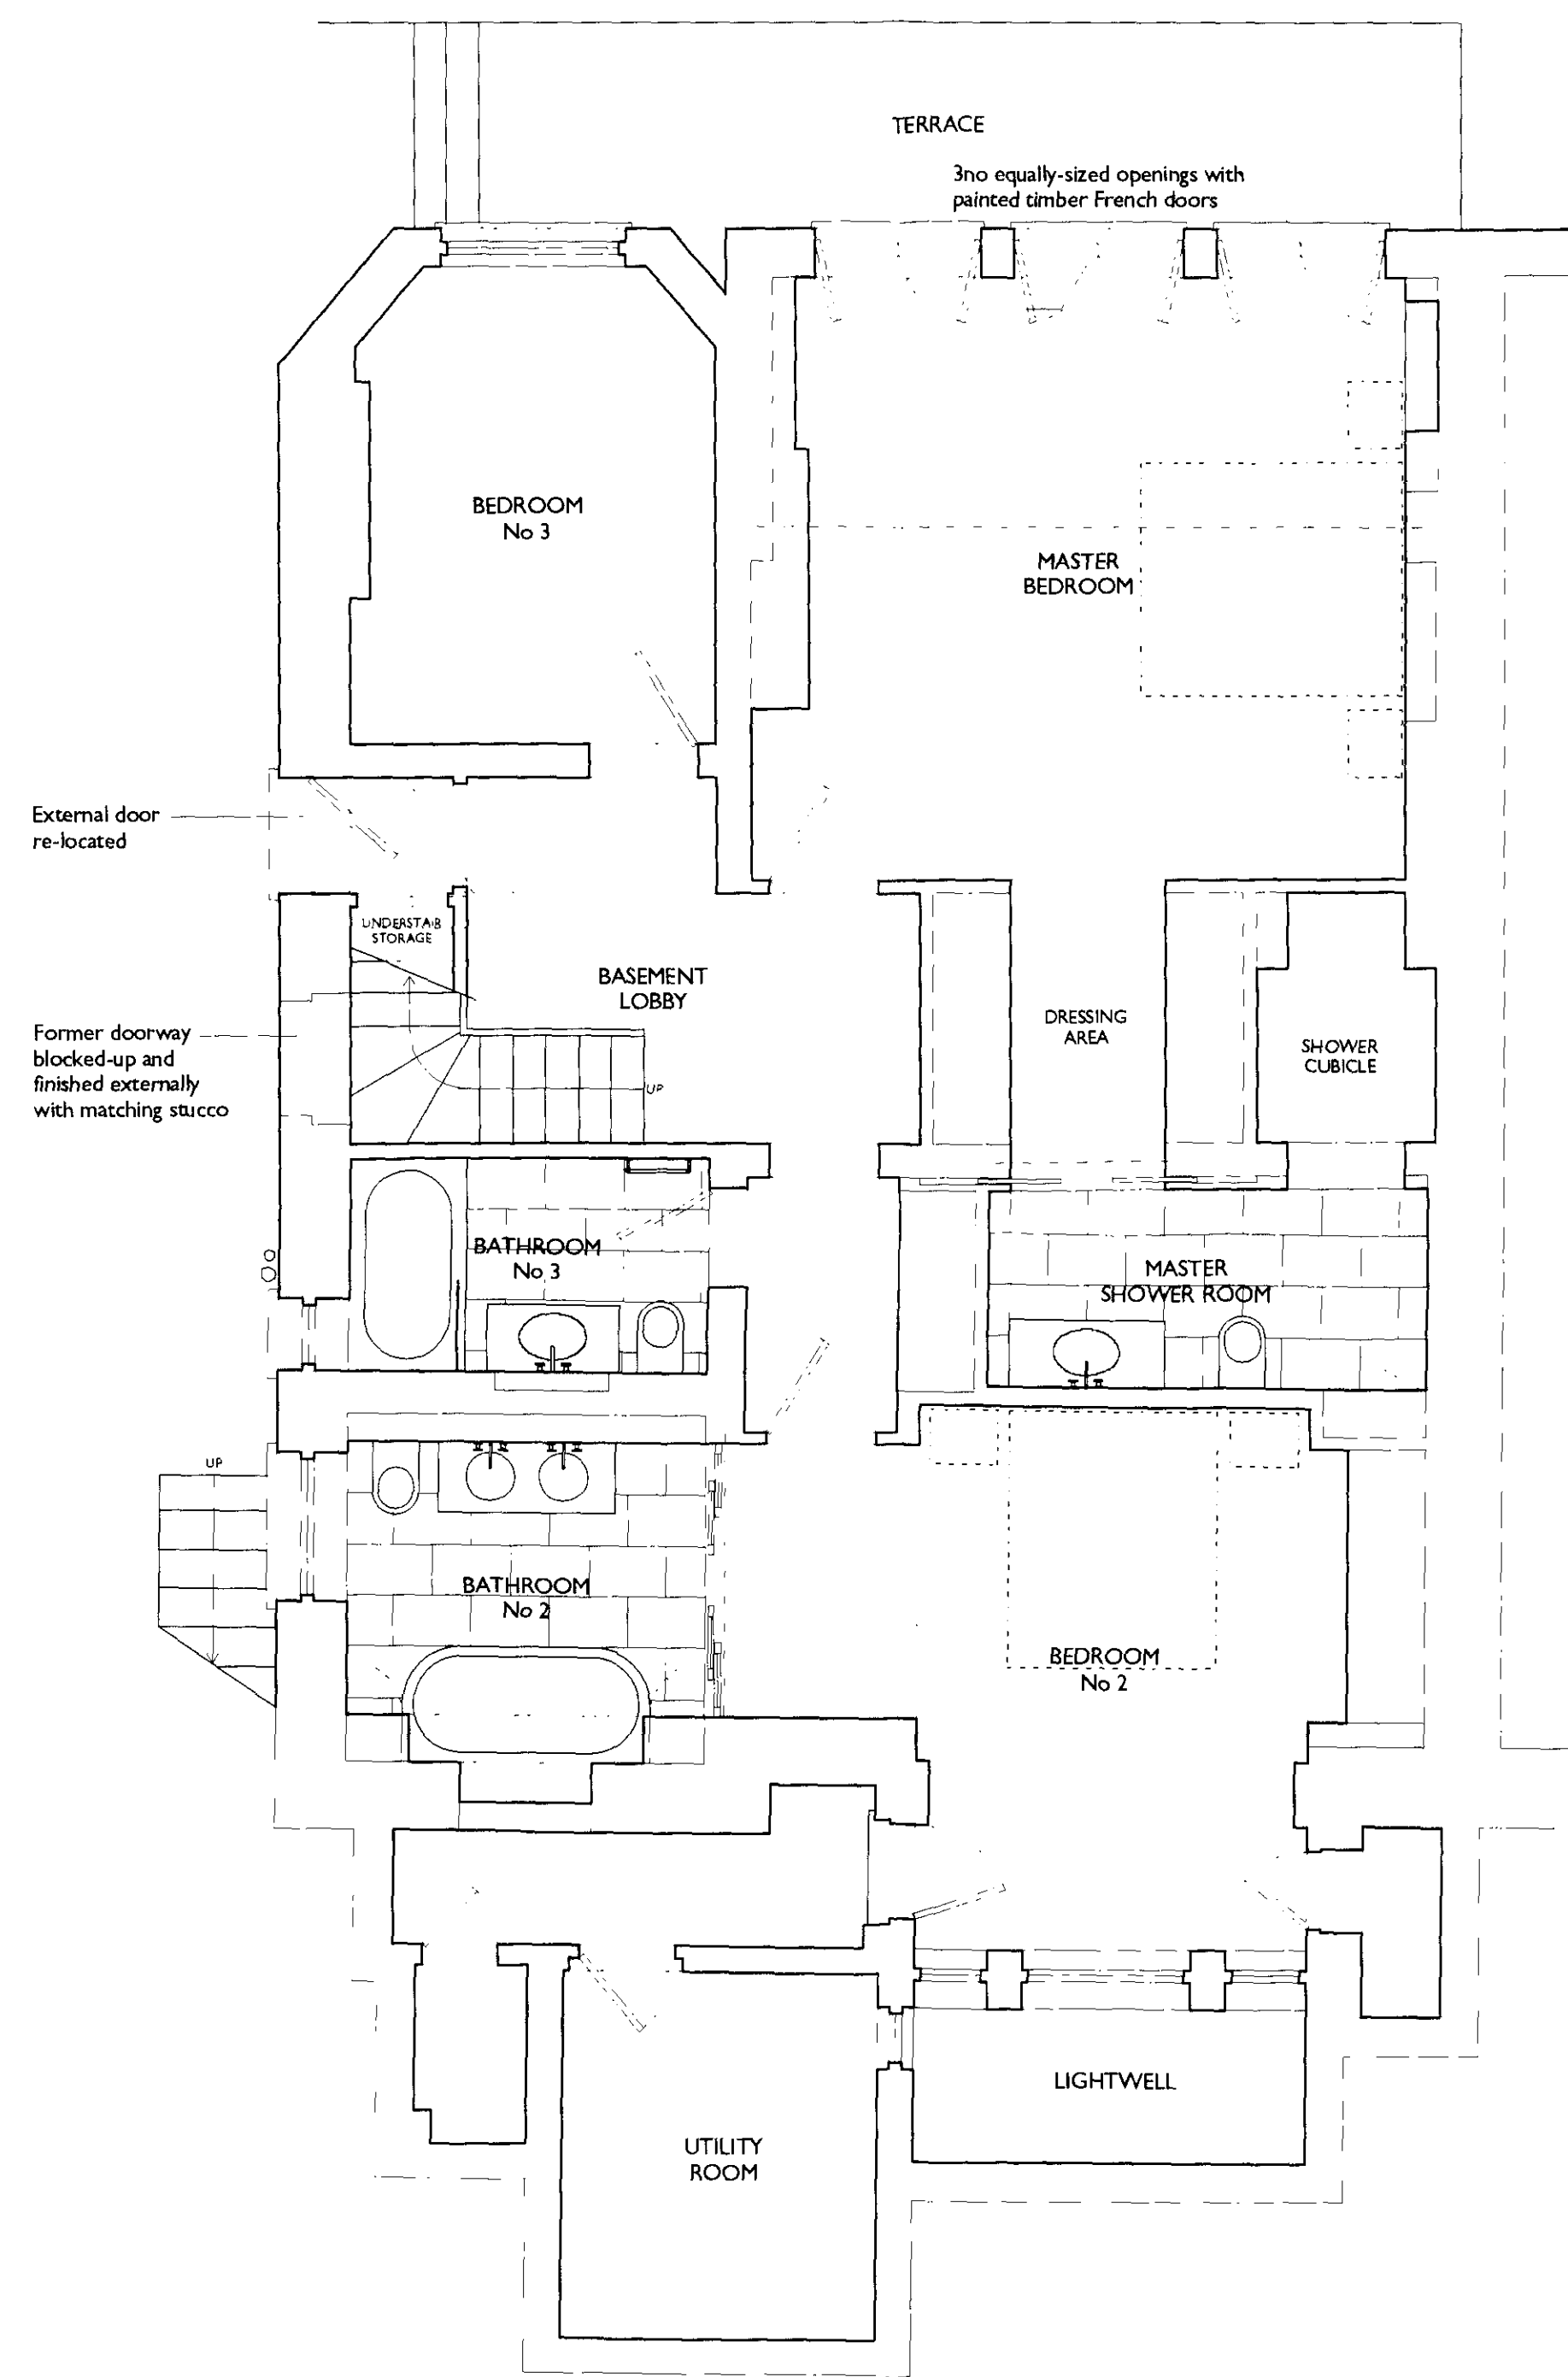 TERRACE
3no equally-sized openings with
painted timber French doors
BEDROOM
No 3
MASTER
BEDROOM
External door
re-located
UNDERSTAIR
STORAGE
BASEMENT
LOBBY
DRESSING
AREA
SHOWER
CUBICLE
Former doorway
blocked-up and
finished externally
with matching stucco
UP
BATHROOM
No 3
MASTER
SHOWER ROOM
UP
BATHROOM
No 2
BEDROOM
No 2
LIGHTWELL
UTILITY
ROOM